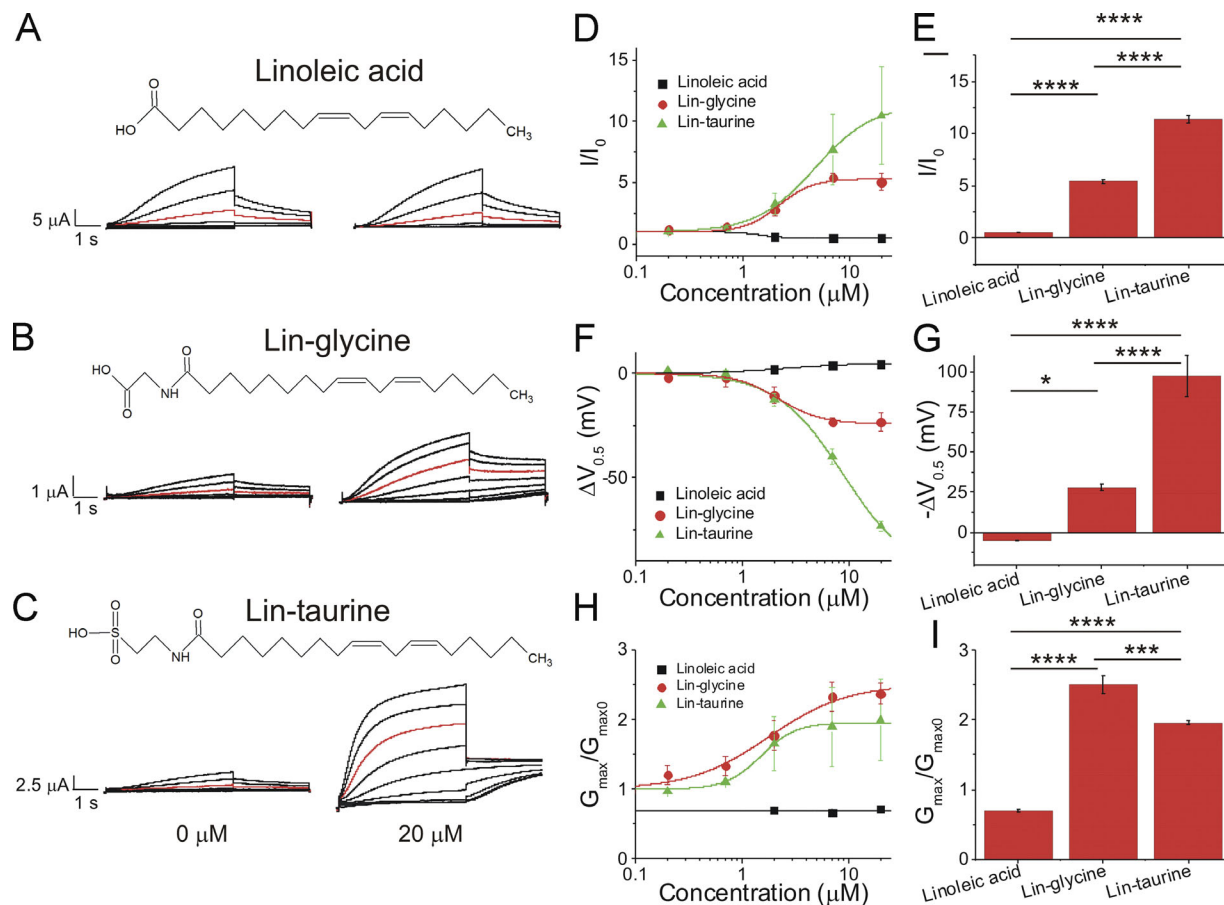 A
Linoleic acid
O
HO
CH3
5 μA
1 s
B
Lin-glycine
HO
O
O
NH
CH3
1 μA
1 s
C
Lin-taurine
O
HO
S
O
O
NH
CH3
2.5 μA
1 s
0 μM
20 μM
D
Linoleic acid
Lin-glycine
Lin-taurine
I/I0
15
10
5
0
0.1
1
10
Concentration (μM)
E
****
****
****
I/I0
15
10
5
0
Linoleic acid
Lin-glycine
Lin-taurine
F
ΔV0.5 (mV)
0
-50
Linoleic acid
Lin-glycine
Lin-taurine
0.1
1
10
Concentration (μM)
G
****
****
*
-ΔV0.5 (mV)
100
75
50
25
0
Linoleic acid
Lin-glycine
Lin-taurine
H
Linoleic acid
Lin-glycine
Lin-taurine
Gmax/Gmax0
3
2
1
0
0.1
1
10
Concentration (μM)
I
****
****
***
Gmax/Gmax0
3
2
1
0
Linoleic acid
Lin-glycine
Lin-taurine